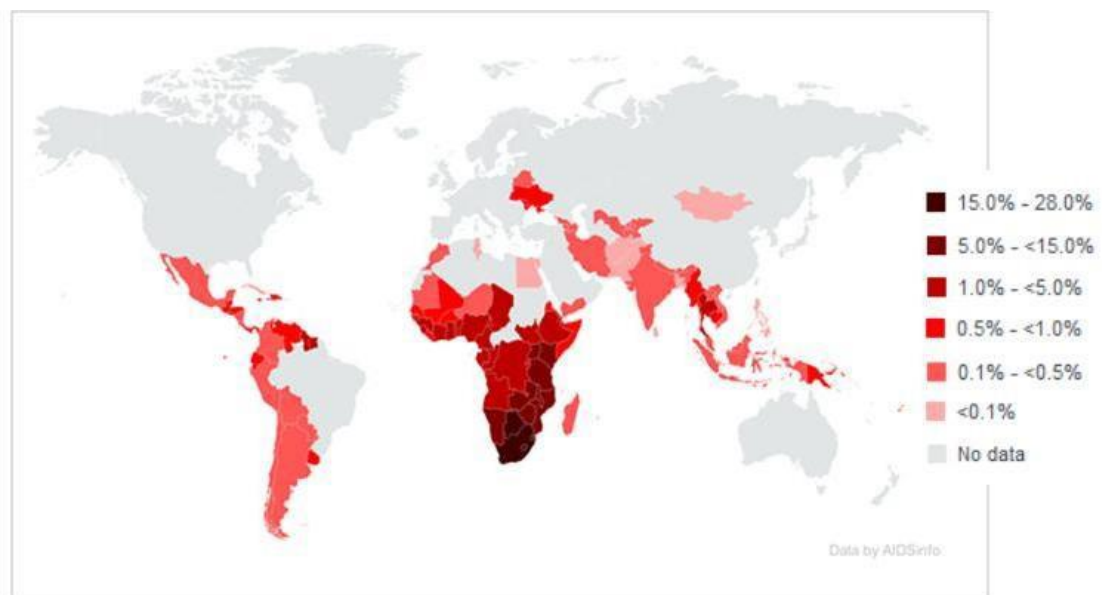 15.0% - 28.0%
5.0% - <15.0%
1.0% - <5.0%
0.5% - <1.0%
0.1% - <0.5%
<0.1%
No data
Data by AIDSinfo